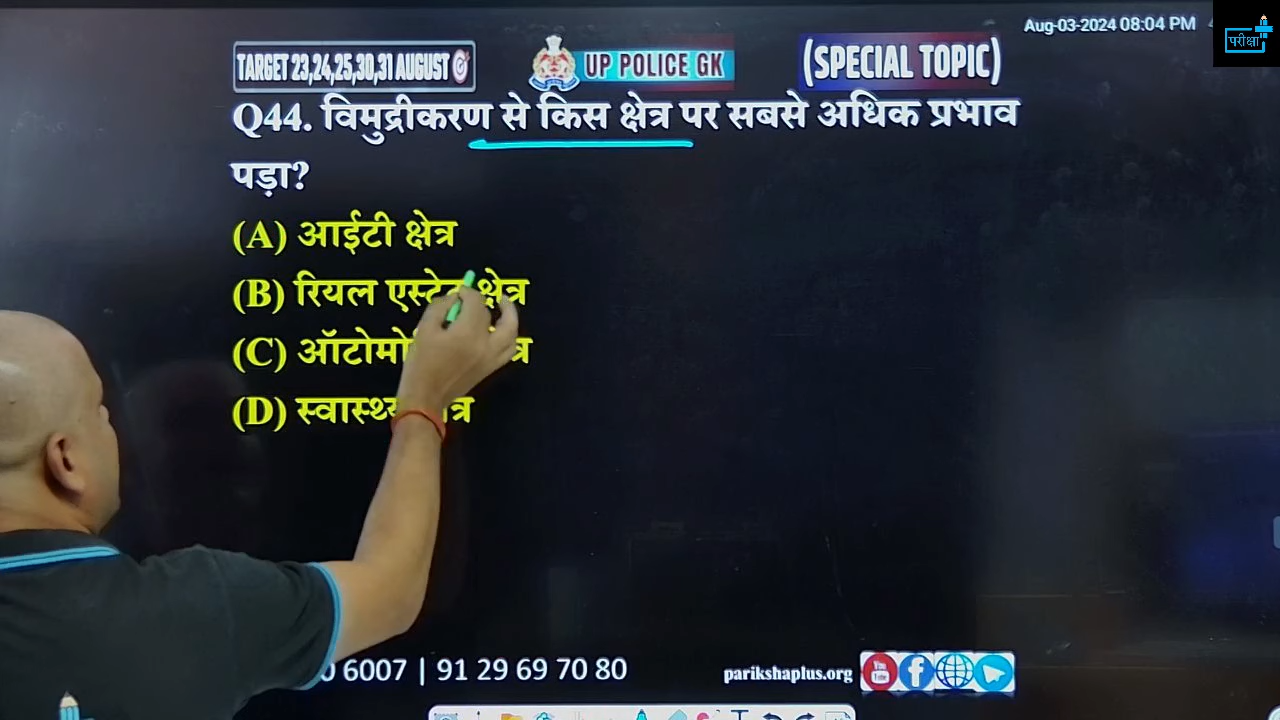 Aug-03-2024 08:04 PM
परीक्षा
TARGET 23,24,25,30,31 AUGUST
UP POLICE GK
(SPECIAL TOPIC)
Q44. विमुद्रीकरण से किस क्षेत्र पर सबसे अधिक प्रभाव
पड़ा?
(A) आईटी क्षेत्र
(B) रियल एस्टेट क्षेत्र
(C)
(D) स्वास्थ्य
6007 | 91 29 69 70 80
parikshaplus.org